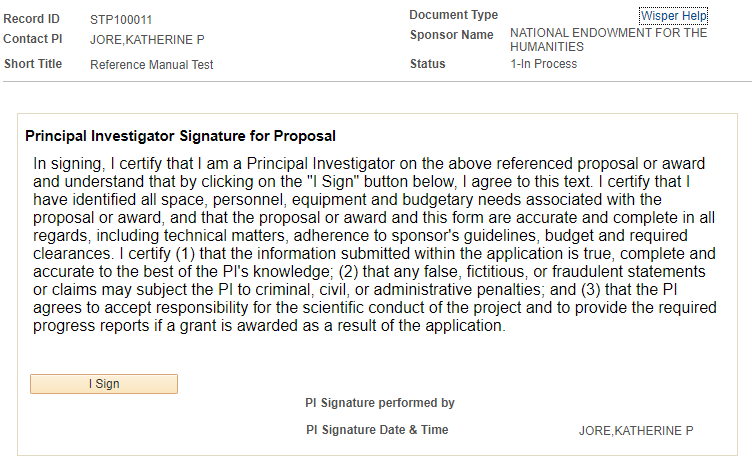 Record ID STP100011 Document Type Wisper Help
Contact PI JORE,KATHERINE P Sponsor Name NATIONAL ENDOWMENT FOR THE
HUMANITIES
Short Title Reference Manual Test Status 1-In Process
Principal Investigator Signature for Proposal
In signing, I certify that I am a Principal Investigator on the above referenced proposal or award
and understand that by clicking on the "I Sign" button below, I agree to this text. I certify that I
have identified all space, personnel, equipment and budgetary needs associated with the
proposal or award, and that the proposal or award and this form are accurate and complete in all
regards, including technical matters, adherence to sponsor's guidelines, budget and required
clearances. I certify (1) that the information submitted within the application is true, complete and
accurate to the best of the PI's knowledge; (2) that any false, fictitious, or fraudulent statements
or claims may subject the PI to criminal, civil, or administrative penalties; and (3) that the PI
agrees to accept responsibility for the scientific conduct of the project and to provide the required
progress reports if a grant is awarded as a result of the application.
I Sign
PI Signature performed by
PI Signature Date & Time JORE,KATHERINE P